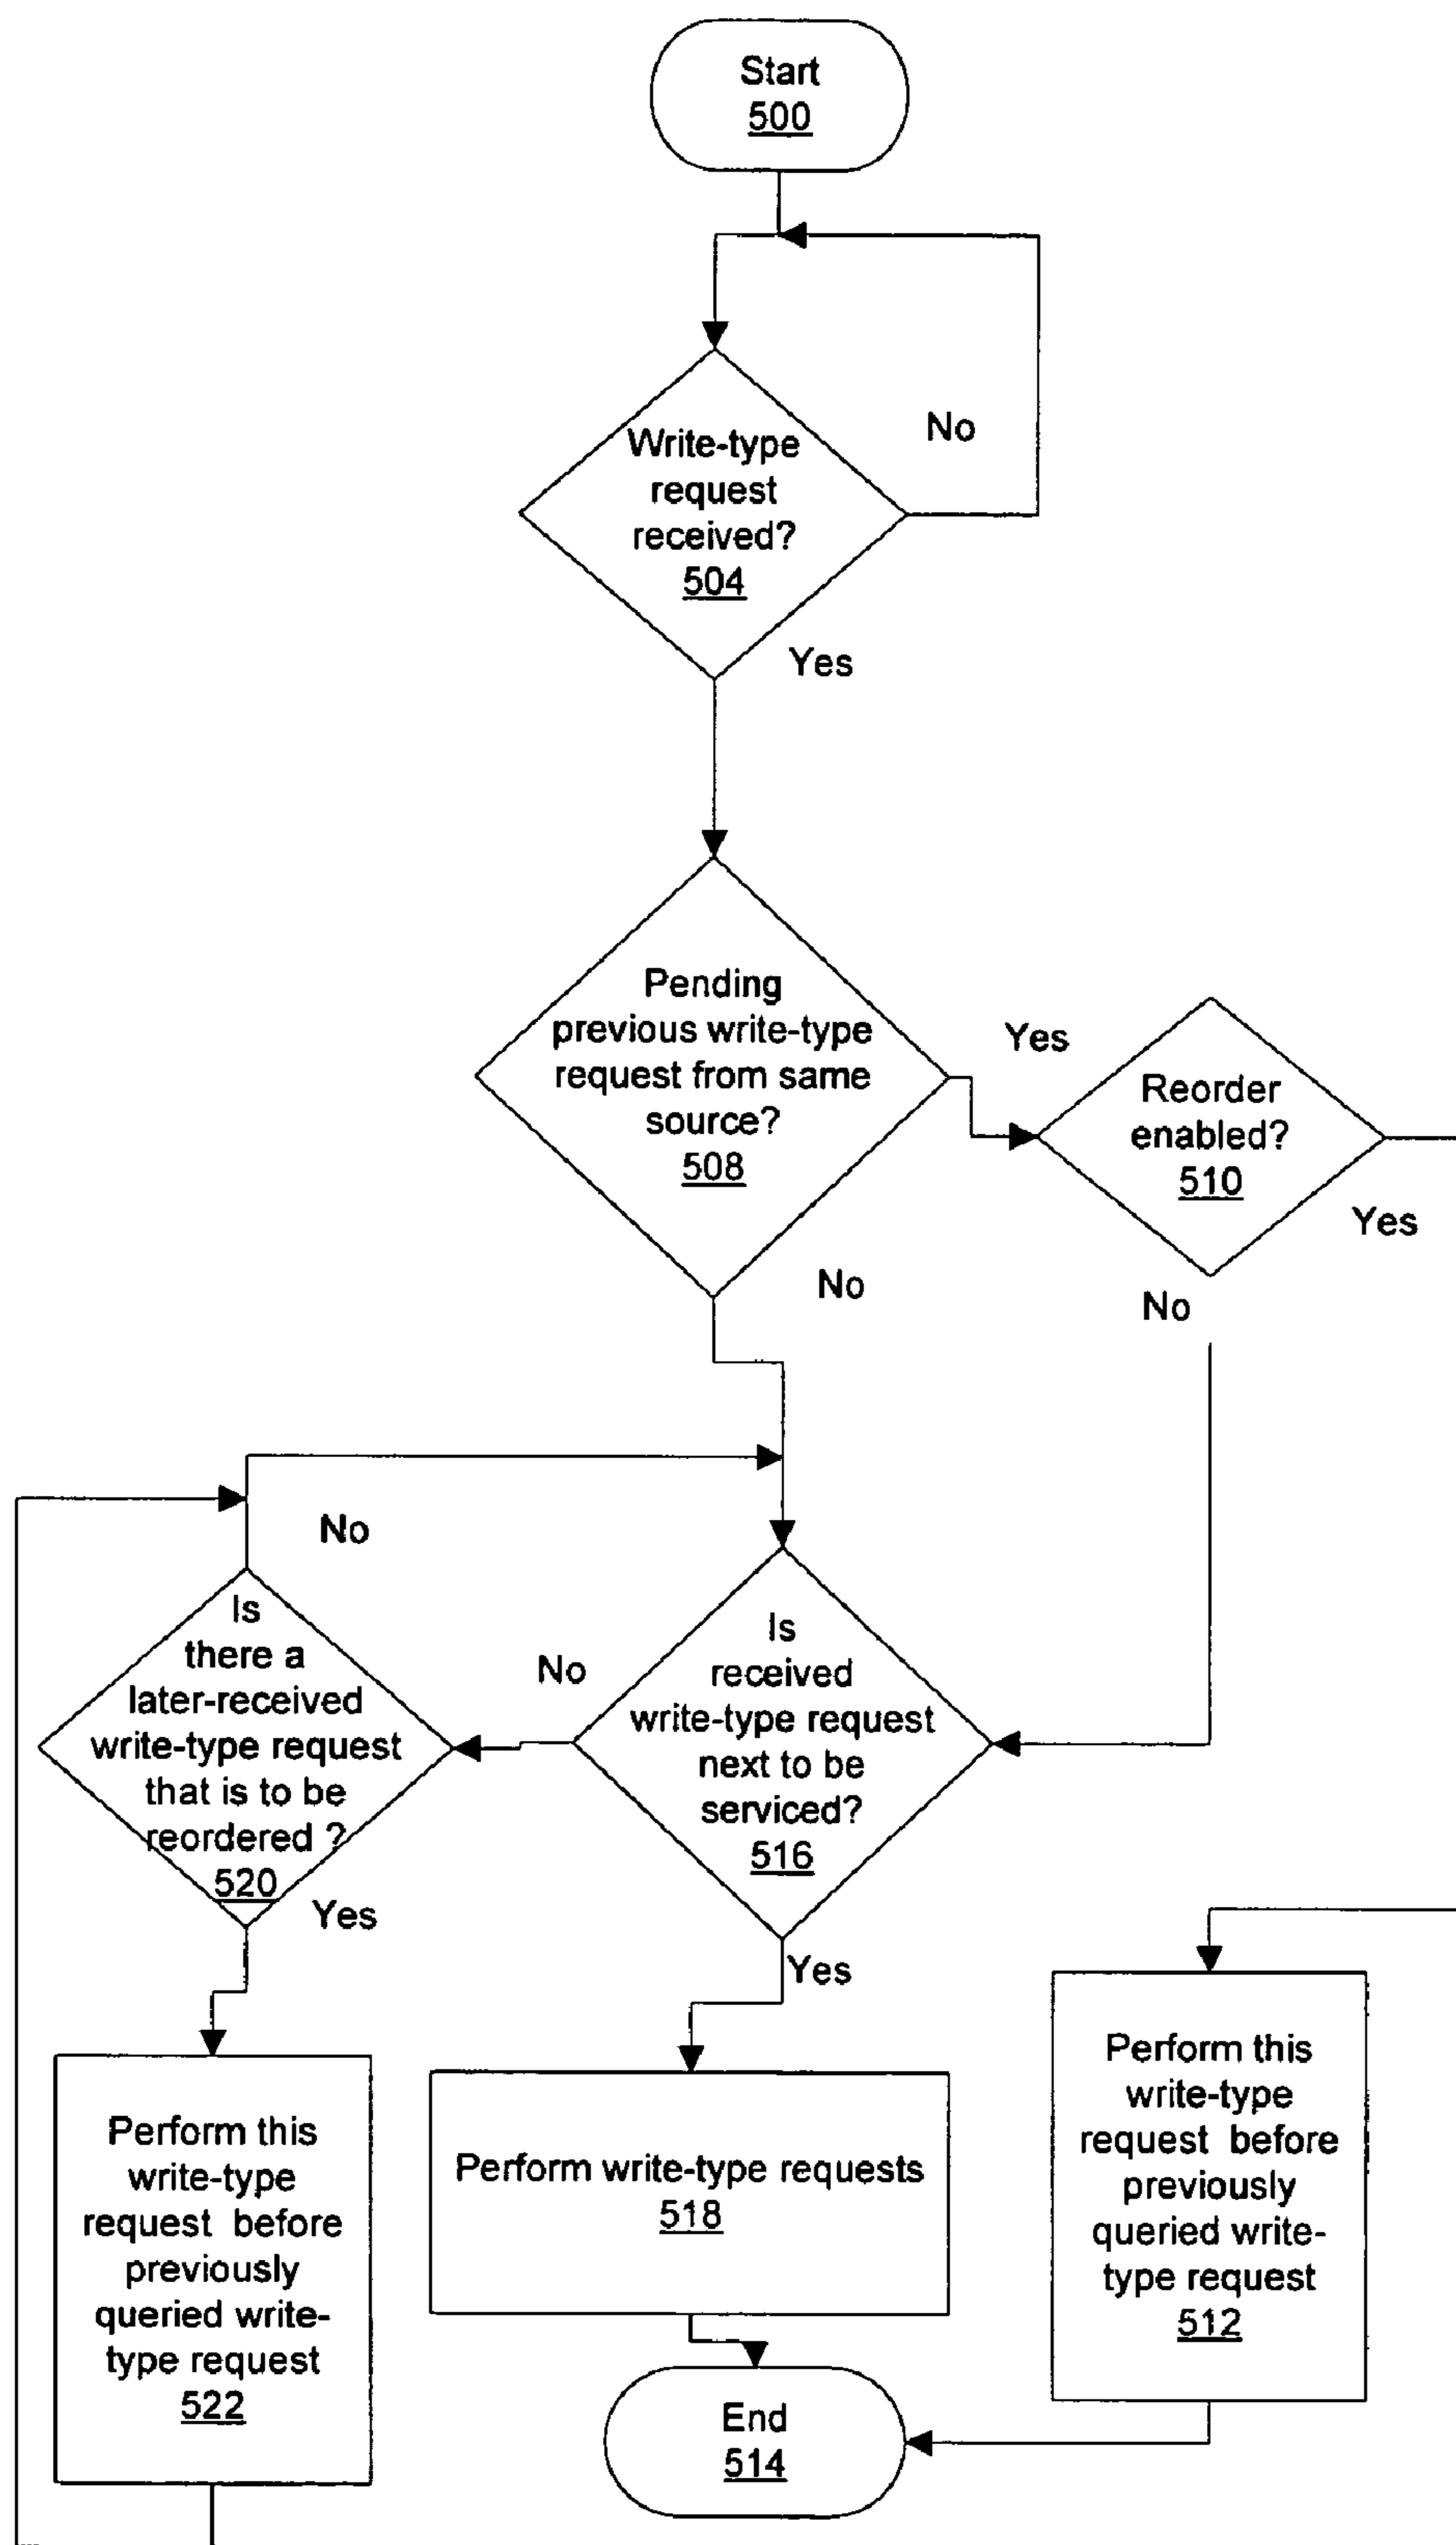 Start
500
No
Write-type
request
received?
504
Yes
Pending
previous write-type
request from same
source?
508
Yes
Reorder
enabled?
510
Yes
No
No
No
Is
there a
later-received
write-type request
that is to be
reordered ?
520
Yes
No
Is
received
write-type request
next to be
serviced?
516
Yes
Perform this
write-type
request before
previously
queried write-
type request
522
Perform write-type requests
518
Perform this
write-type
request before
previously
queried write-
type request
512
End
514